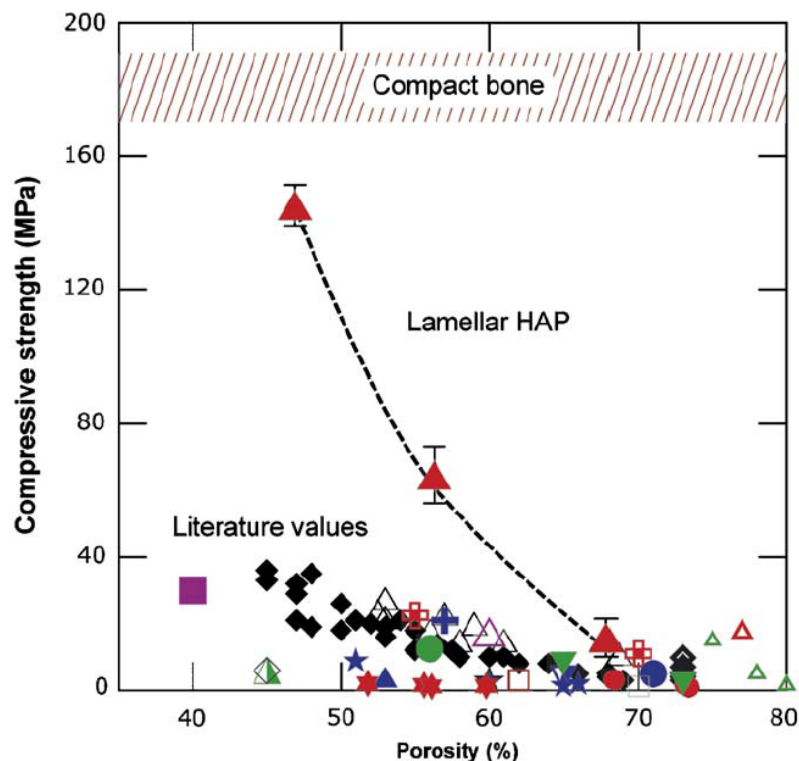 200
Compact bone
160
120
Lamellar HAP
80
Literature values
40
0
40 50 60 70 80
Porosity (%)
Compressive strength (MPa)